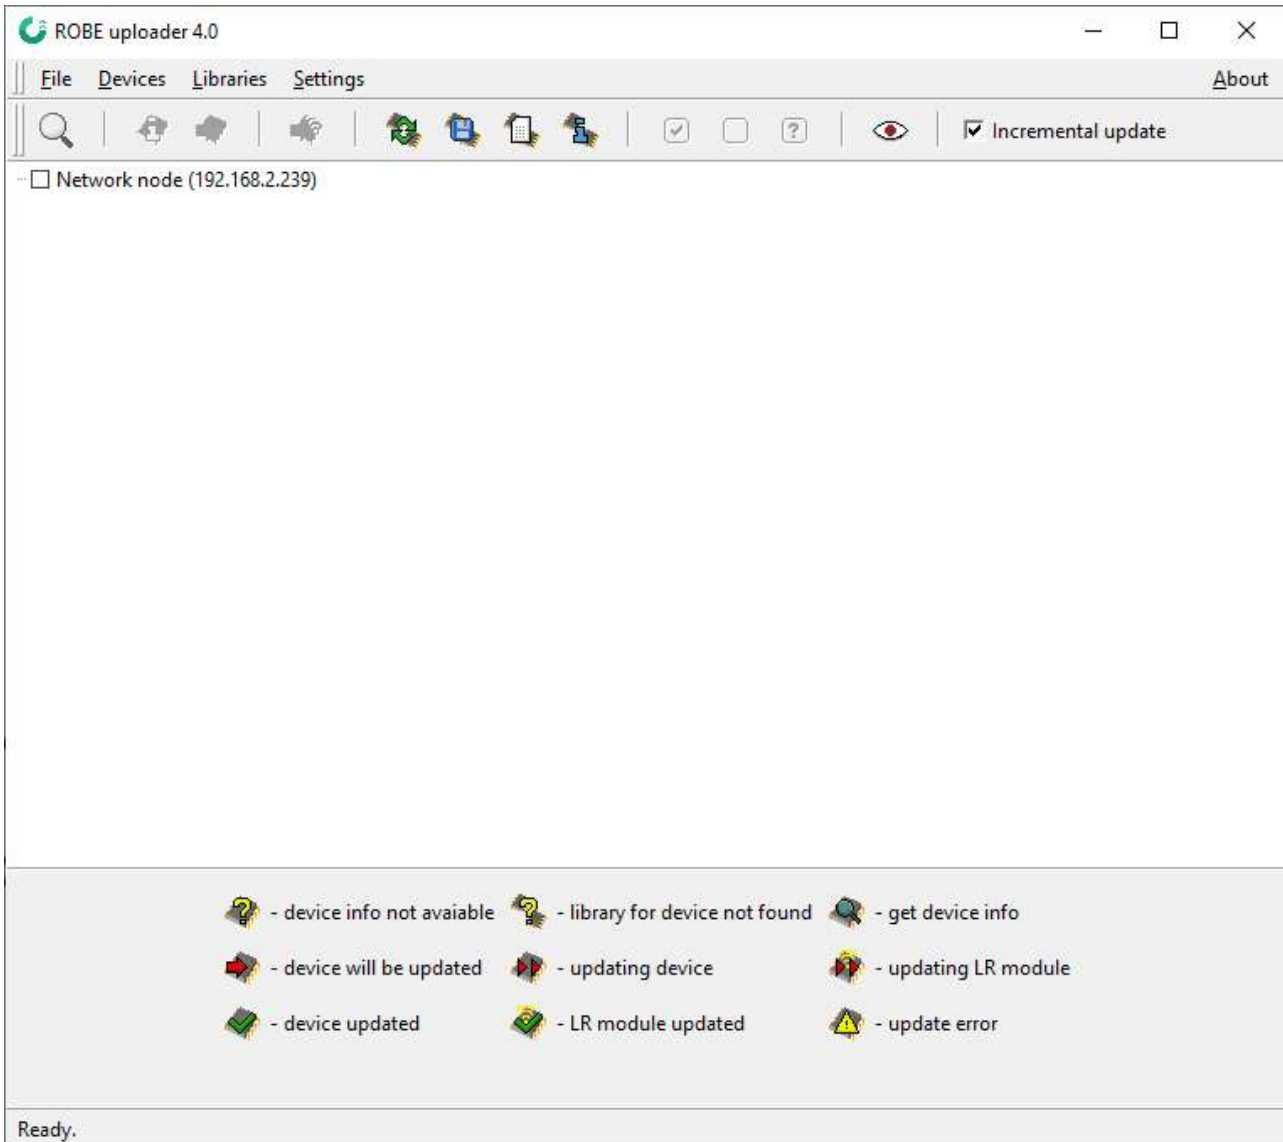 ROBE uploader 4.0
File Devices Libraries Settings About
Incremental update
Network node (192.168.2.239)
- device info not avaiable - library for device not found - get device info
- device will be updated - updating device - updating LR module
- device updated - LR module updated - update error
Ready.